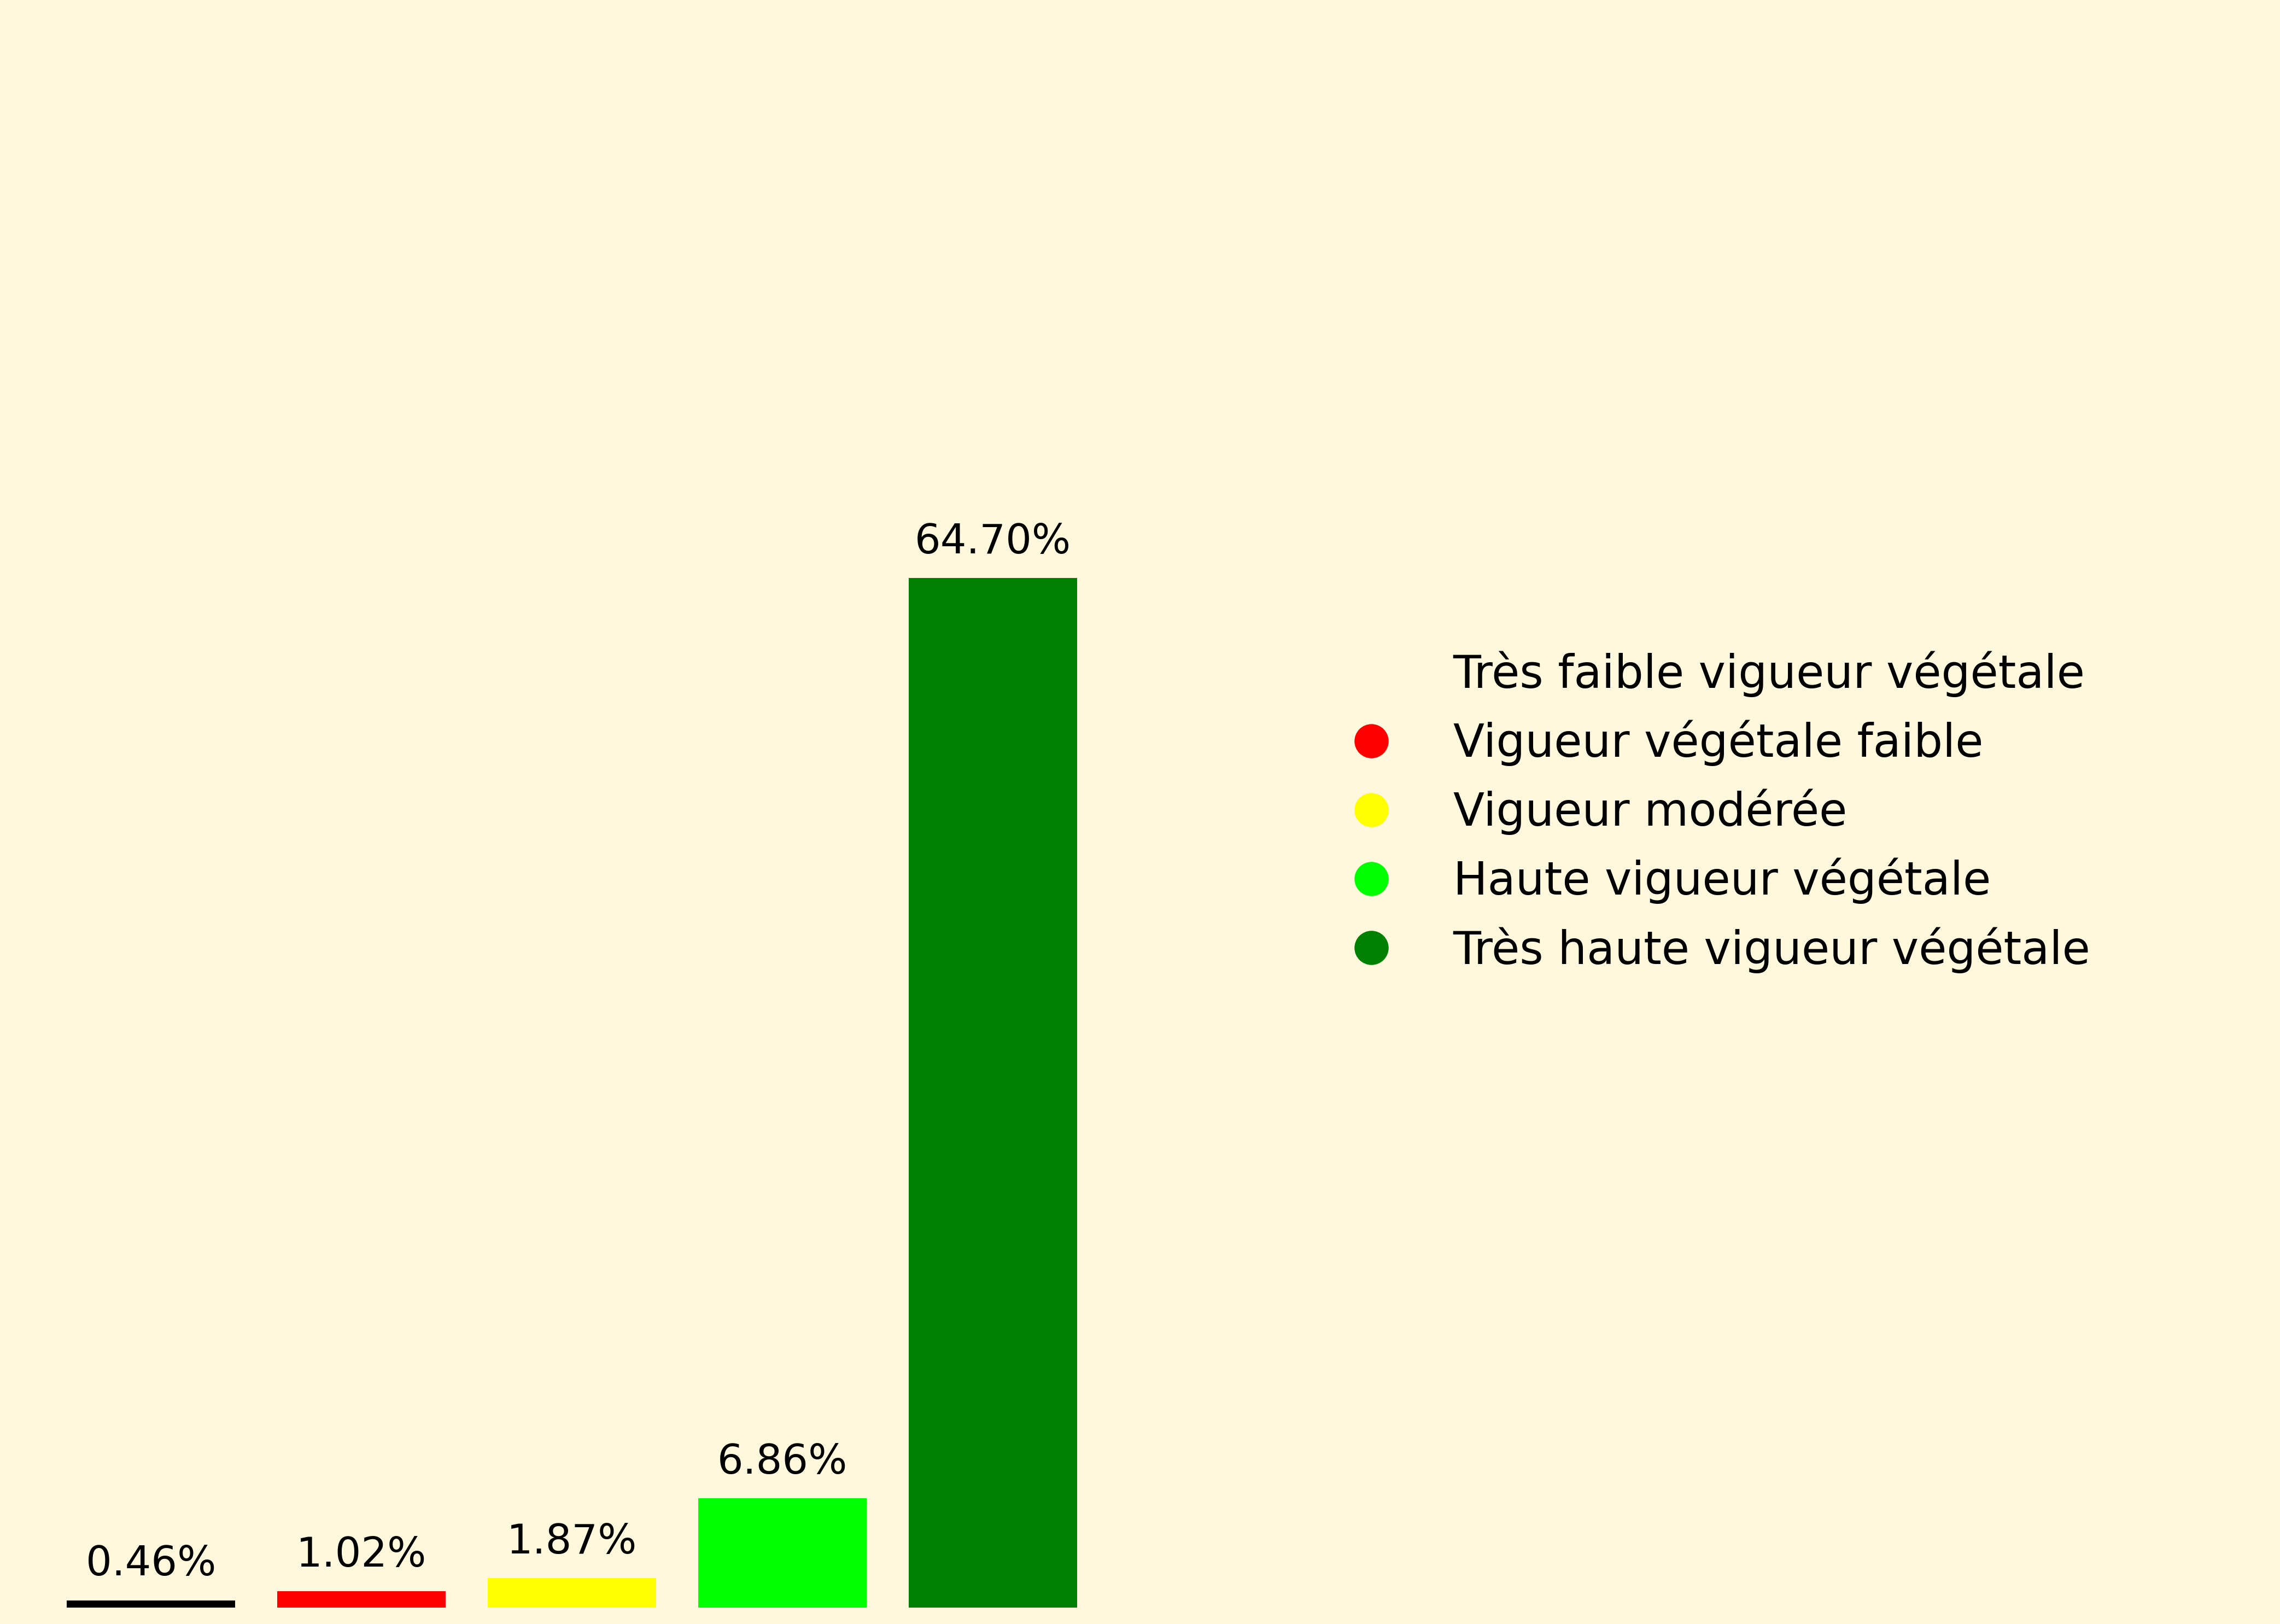 64.70%
6.86%
1.87%
1.02%
0.46%
Très faible vigueur végétale
Vigueur végétale faible
Vigueur modérée
Haute vigueur végétale
Très haute vigueur végétale